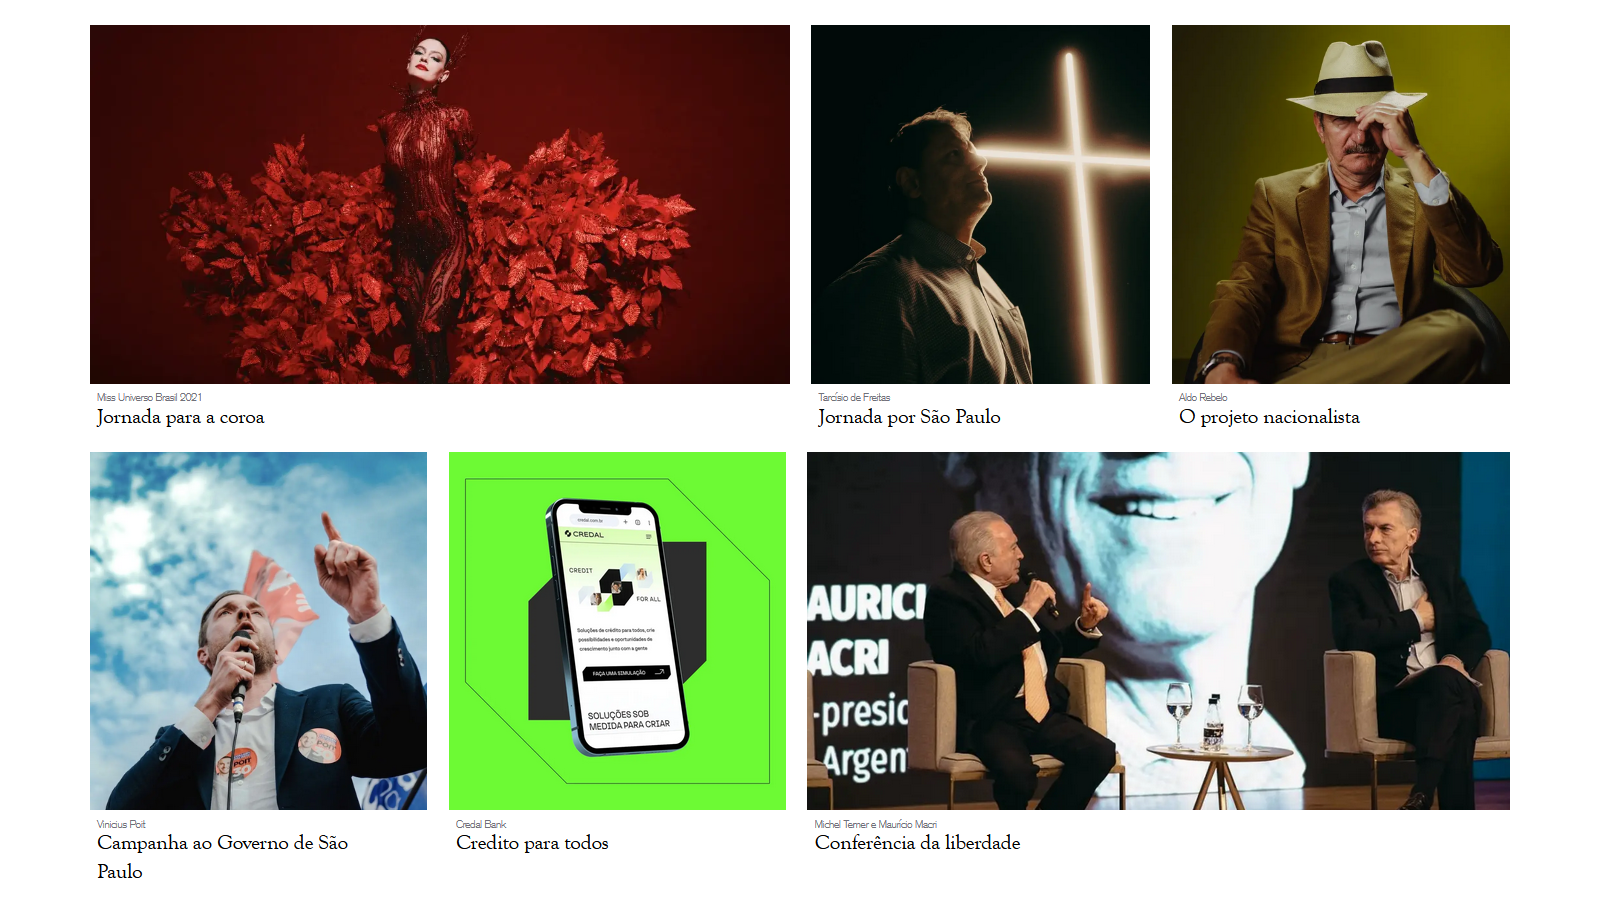 Miss Universo Brasil 2021
Jornada para a coroa
Tarcísio de Freitas
Jornada por São Paulo
Aldo Rebelo
O projeto nacionalista
POIT
POIT
credal.com.br
CREDAL
CREDIT
FOR ALL
Soluções de crédito para todos, crie
possibilidades e oportunidades de
crescimento junto com a gente
FAÇA UMA SIMULAÇÃO
SOLUÇÕES SOB
MEDIDA PARA CRIAR
AURICI
ACRI
-presid
Argen
Vinicius Poit
Campanha ao Governo de São
Paulo
Credal Bank
Credito para todos
Michel Temer e Maurício Macri
Conferência da liberdade